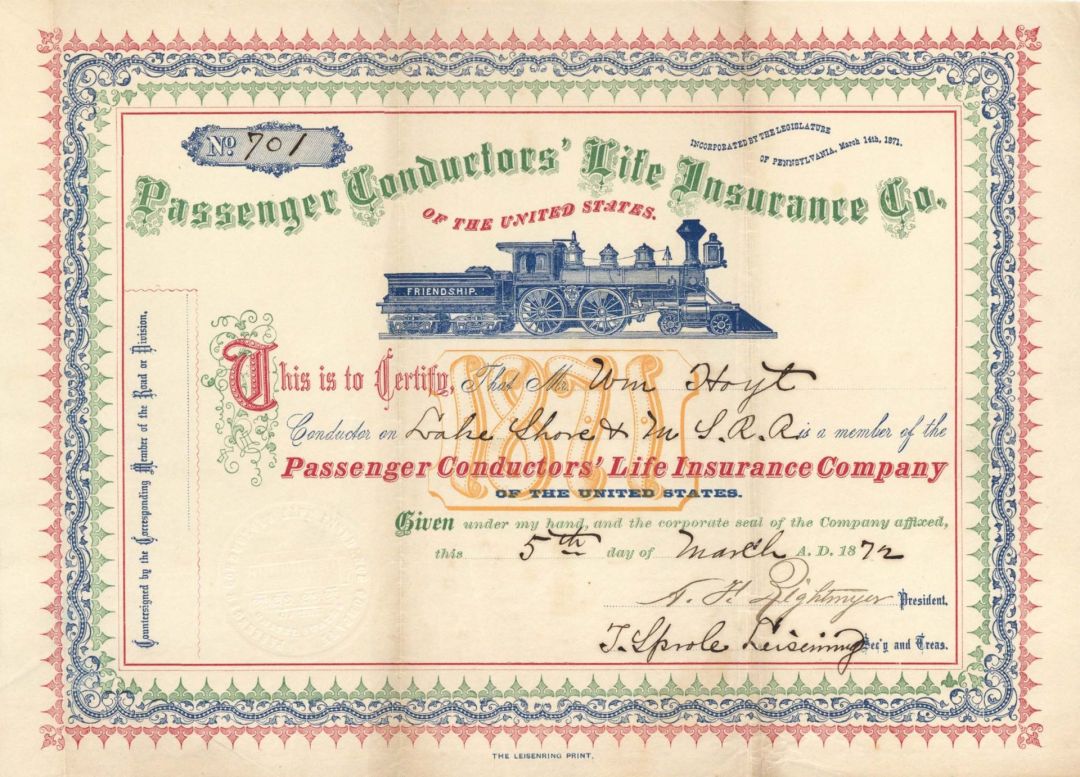 No. 701
INCORPORATED BY THE LEGISLATURE
OF PENNSYLVANIA, March 14th, 1871.
Passenger Conductors' Life Insurance Co.
OF THE UNITED STATES.
FRIENDSHIP.
1871
This is to Certify, That Mr. Wm Hoyt
Conductor on Lake Shore & M S. R. R. is a member of the
Passenger Conductors' Life Insurance Company
OF THE UNITED STATES.
Given under my hand, and the corporate seal of the Company affixed,
this 5th day of March A. D. 1872
President.
T. Sprole Leisenring Sec'y and Treas.
Countersigned by the Corresponding Member of the Road or Division.
THE LEISENRING PRINT.